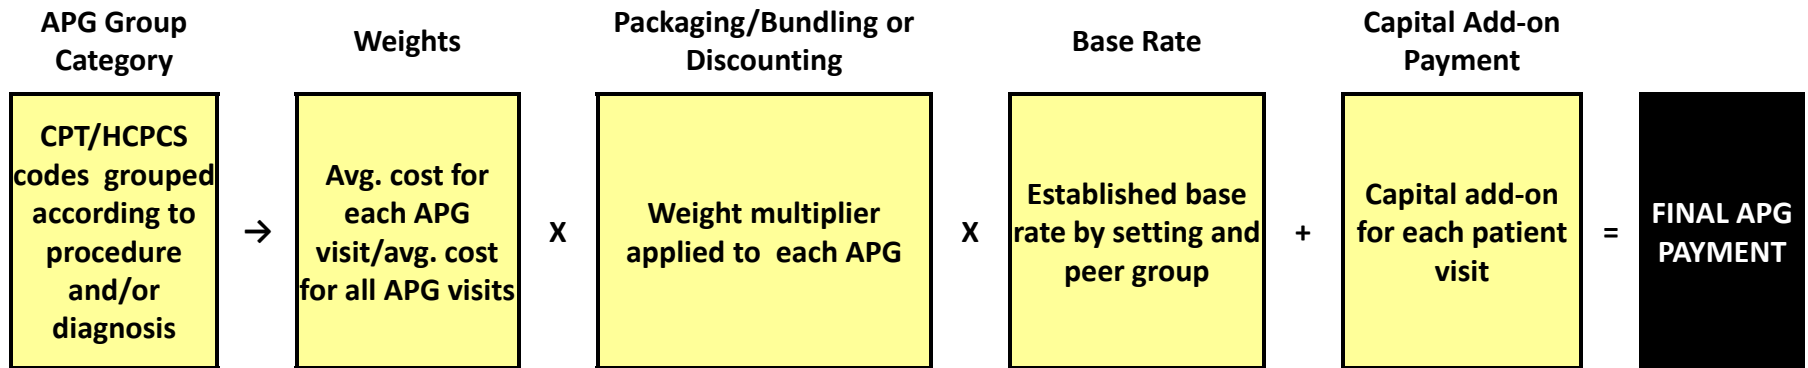 APG Group
Category
Weights
Packaging/Bundling or
Discounting
Base Rate
Capital Add-on
Payment
CPT/HCPCS
codes grouped
according to
procedure
and/or
diagnosis
→
Avg. cost for
each APG
visit/avg. cost
for all APG visits
X
Weight multiplier
applied to each APG
X
Established base
rate by setting and
peer group
+
Capital add-on
for each patient
visit
=
FINAL APG
PAYMENT